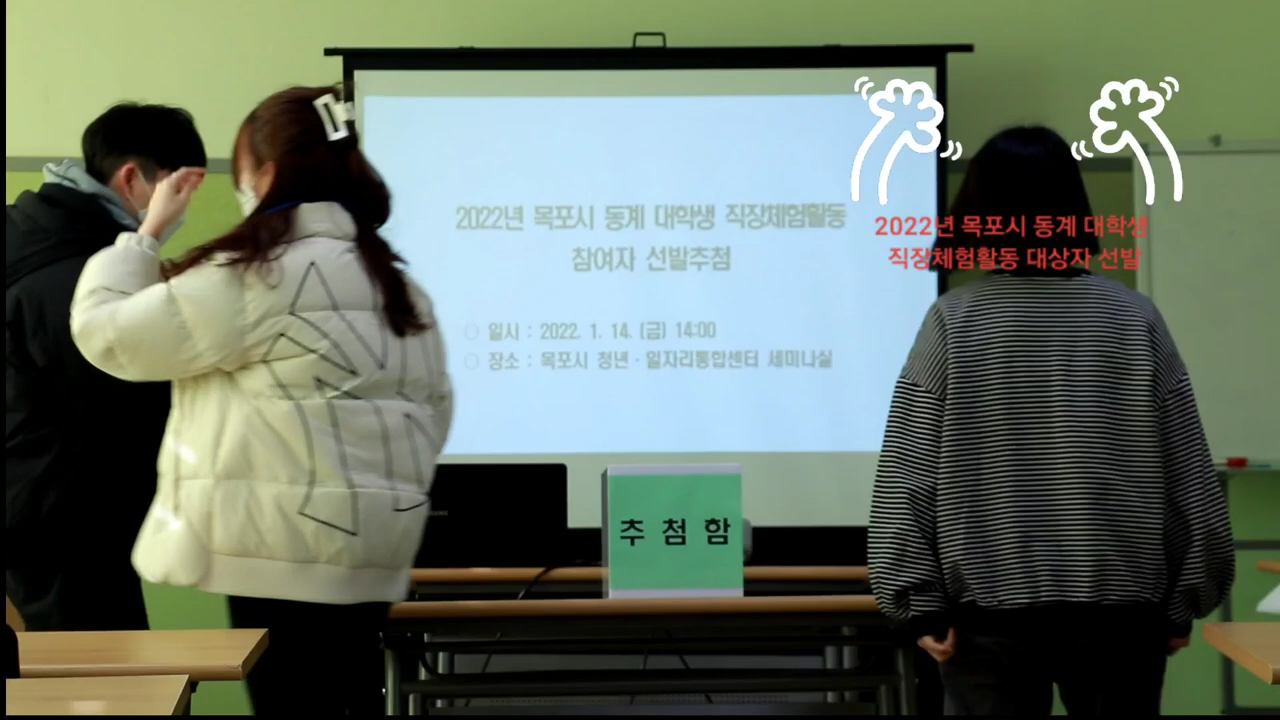 2022년 목포시 동계 대학생 직장체험활동
참여자 선발추첨
○ 일시 : 2022. 1. 14. (금) 14:00
○ 장소 : 목포시 청년·일자리통합센터 세미나실
2022년 목포시 동계 대학생
직장체험활동 대상자 선발
추 첨 함